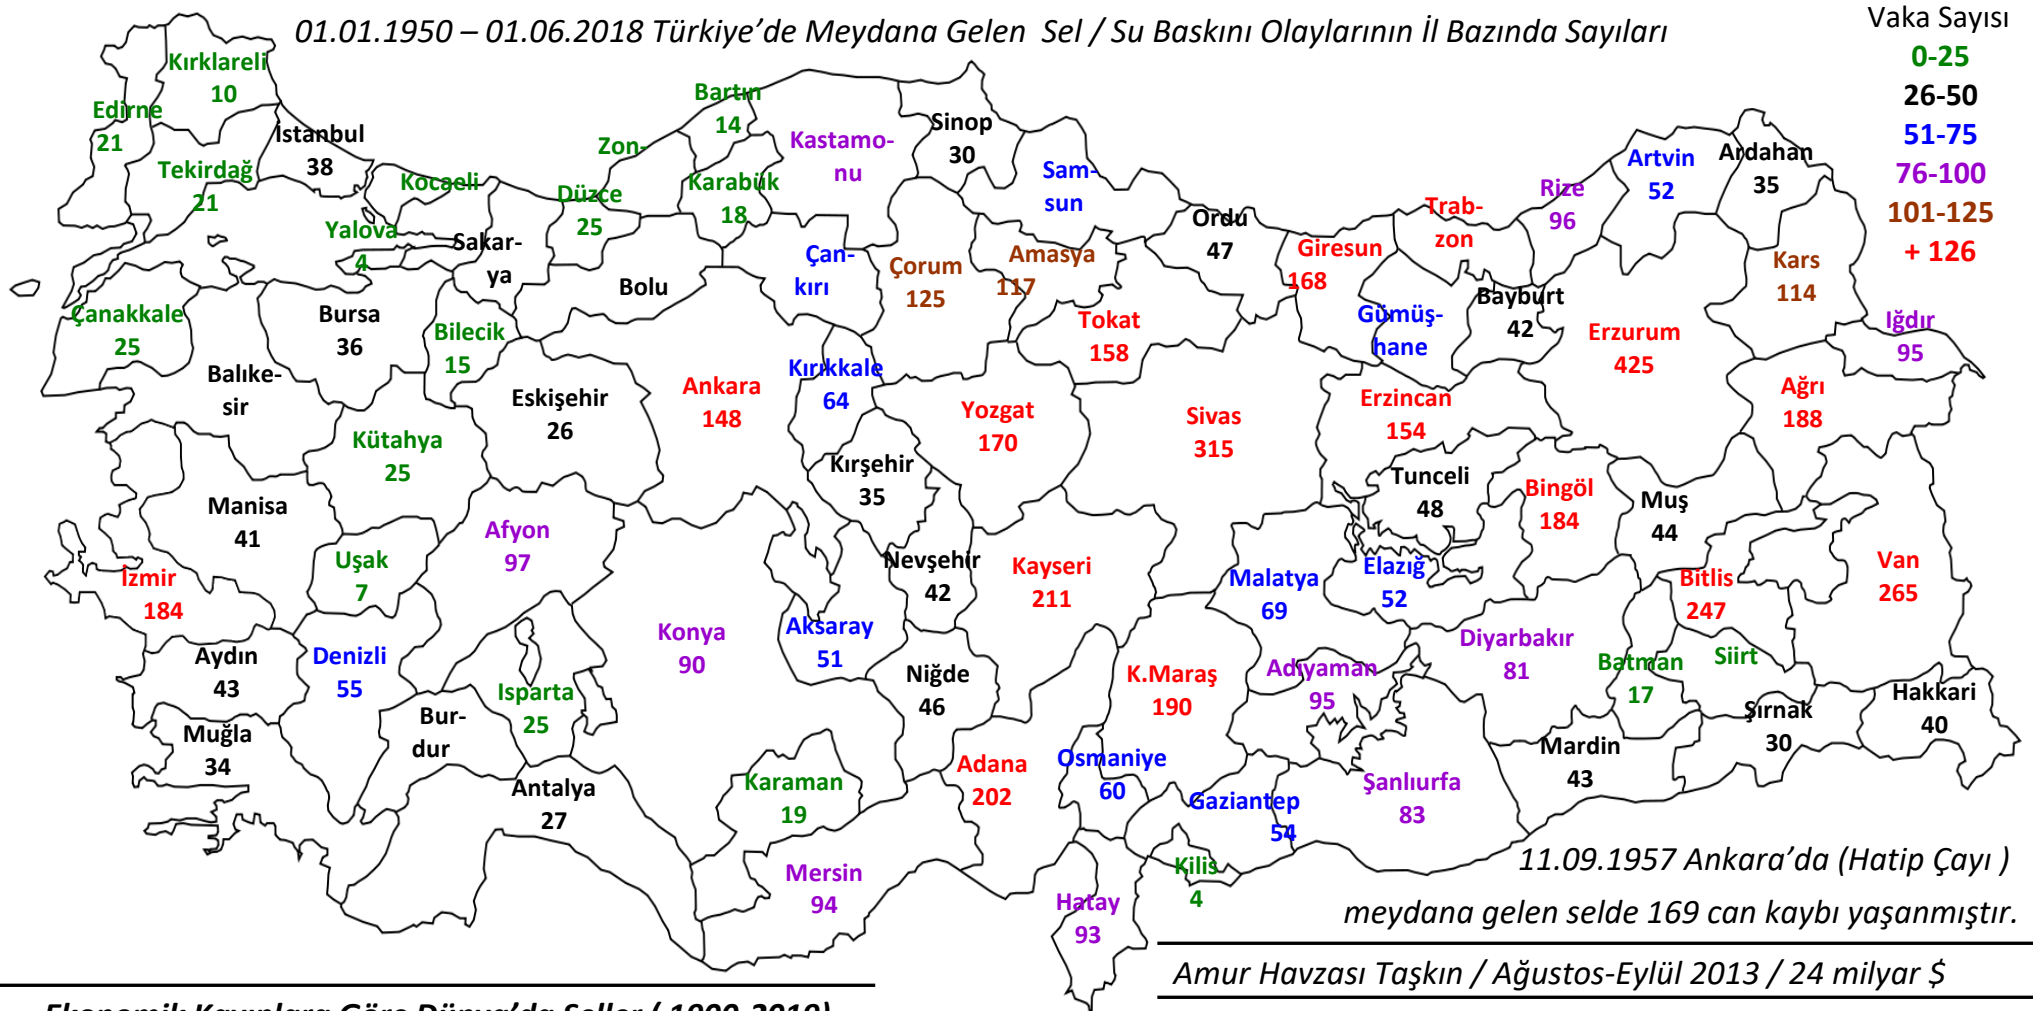 01.01.1950 – 01.06.2018 Türkiye’de Meydana Gelen Sel / Su Baskını Olaylarının İl Bazında Sayıları
Vaka Sayısı
0-25
26-50
51-75
76-100
101-125
+ 126
Kırklareli
10
Edirne
21
Tekirdağ
21
İstanbul
38
Kocaeli
Yalova
4
Sakar-
ya
Düzce
25
Zon-
Bartın
14
Karabük
18
Kastamo-
nu
Sinop
30
Sam-
sun
Ordu
47
Giresun
168
Trab-
zon
Rize
96
Artvin
52
Ardahan
35
Kars
114
Iğdır
95
Çanakkale
25
Balıke-
sir
Bursa
36
Bilecik
15
Bolu
Çan-
kırı
Çorum
125
Amasya
117
Tokat
158
Gümüş-
hane
Bayburt
42
Erzurum
425
Ağrı
188
Kütahya
25
Eskişehir
26
Ankara
148
Kırıkkale
64
Yozgat
170
Sivas
315
Erzincan
154
Kırşehir
35
Tunceli
48
Bingöl
184
Muş
44
Manisa
41
Uşak
7
Afyon
97
İzmir
184
Nevşehir
42
Kayseri
211
Malatya
69
Elazığ
52
Bitlis
247
Van
265
Aydın
43
Denizli
55
Konya
90
Aksaray
51
Niğde
46
K.Maraş
190
Adıyaman
95
Diyarbakır
81
Batman
17
Siirt
Şırnak
30
Hakkari
40
Muğla
34
Bur-
dur
Isparta
25
Antalya
27
Karaman
19
Mersin
94
Adana
202
Osmaniye
60
Gaziantep
54
Şanlıurfa
83
Mardin
43
Kilis
4
Hatay
93
11.09.1957 Ankara’da (Hatip Çayı )
meydana gelen selde 169 can kaybı yaşanmıştır.
Amur Havzası Taşkın / Ağustos-Eylül 2013 / 24 milyar $
Ekonomik Kayıplara Göre Dünya’da Seller ( 1900-2019)